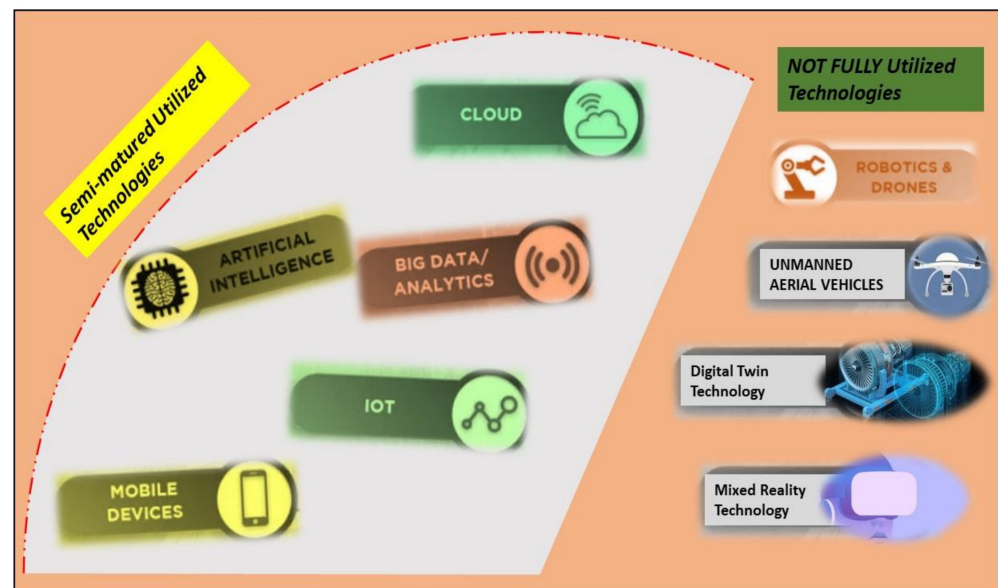 Semi-matured Utilized
Technologies
CLOUD
ARTIFICIAL
INTELLIGENCE
BIG DATA/
ANALYTICS
IOT
MOBILE
DEVICES
NOT FULLY Utilized
Technologies
ROBOTICS &
DRONES
UNMANNED
AERIAL VEHICLES
Digital Twin
Technology
Mixed Reality
Technology